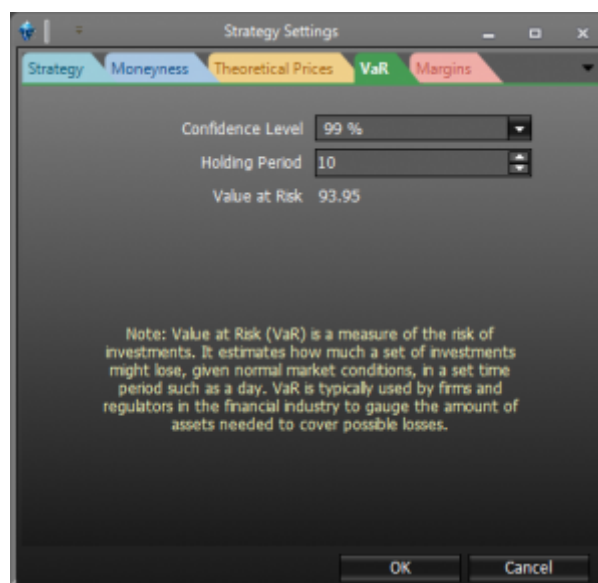 Strategy Settings
Strategy Moneyness Theoretical Prices VaR Margins
Confidence Level 99 %
Holding Period 10
Value at Risk 93.95
Note: Value at Risk (VaR) is a measure of the risk of
investments. It estimates how much a set of investments
might lose, given normal market conditions, in a set time
period such as a day. VaR is typically used by firms and
regulators in the financial industry to gauge the amount of
assets needed to cover possible losses.
OK Cancel